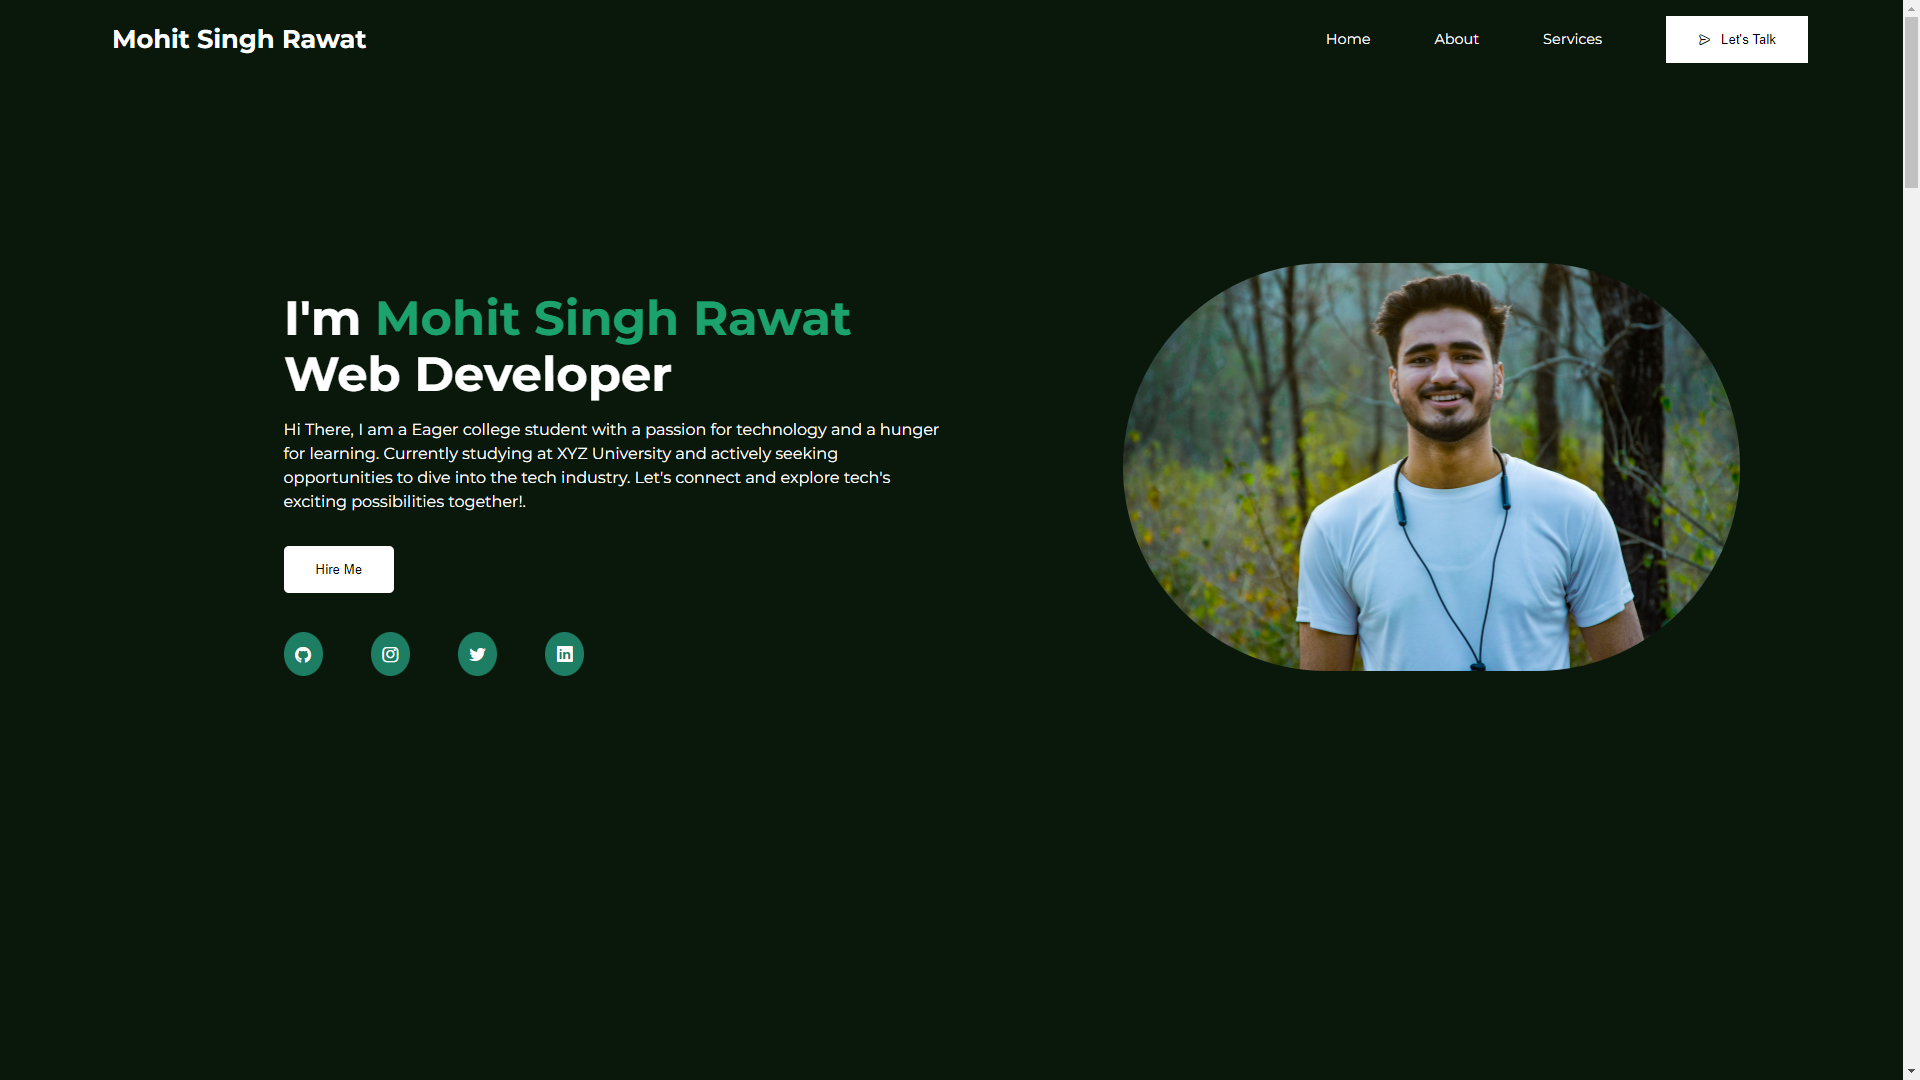 Mohit Singh Rawat
Home
About
Services
Let's Talk
I'm Mohit Singh Rawat
Web Developer
Hi There, I am a Eager college student with a passion for technology and a hunger
for learning. Currently studying at XYZ University and actively seeking
opportunities to dive into the tech industry. Let's connect and explore tech's
exciting possibilities together!.
Hire Me